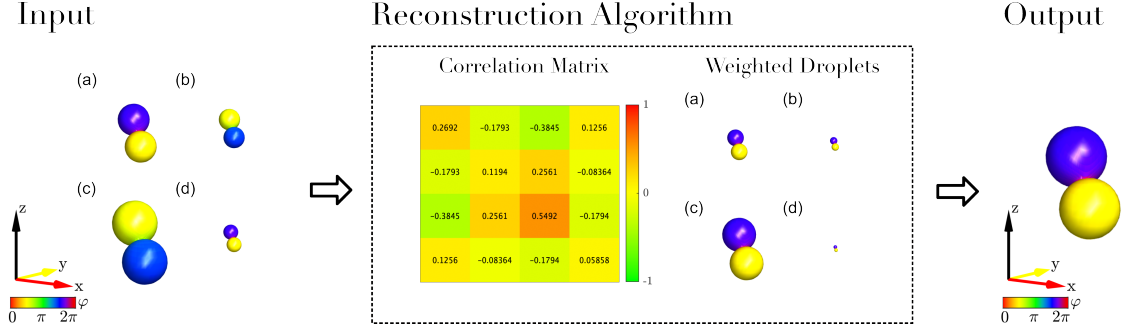 Input
Reconstruction Algorithm
Output
(a)
(b)
(c)
(d)
z
y
x
φ
0 π 2π
Correlation Matrix
0.2692 -0.1793 -0.3845 0.1256
-0.1793 0.1194 0.2561 -0.08364
-0.3845 0.2561 0.5492 -0.1794
0.1256 -0.08364 -0.1794 0.05858
1
0
-1
Weighted Droplets
(a)
(b)
(c)
(d)
z
y
x
φ
0 π 2π